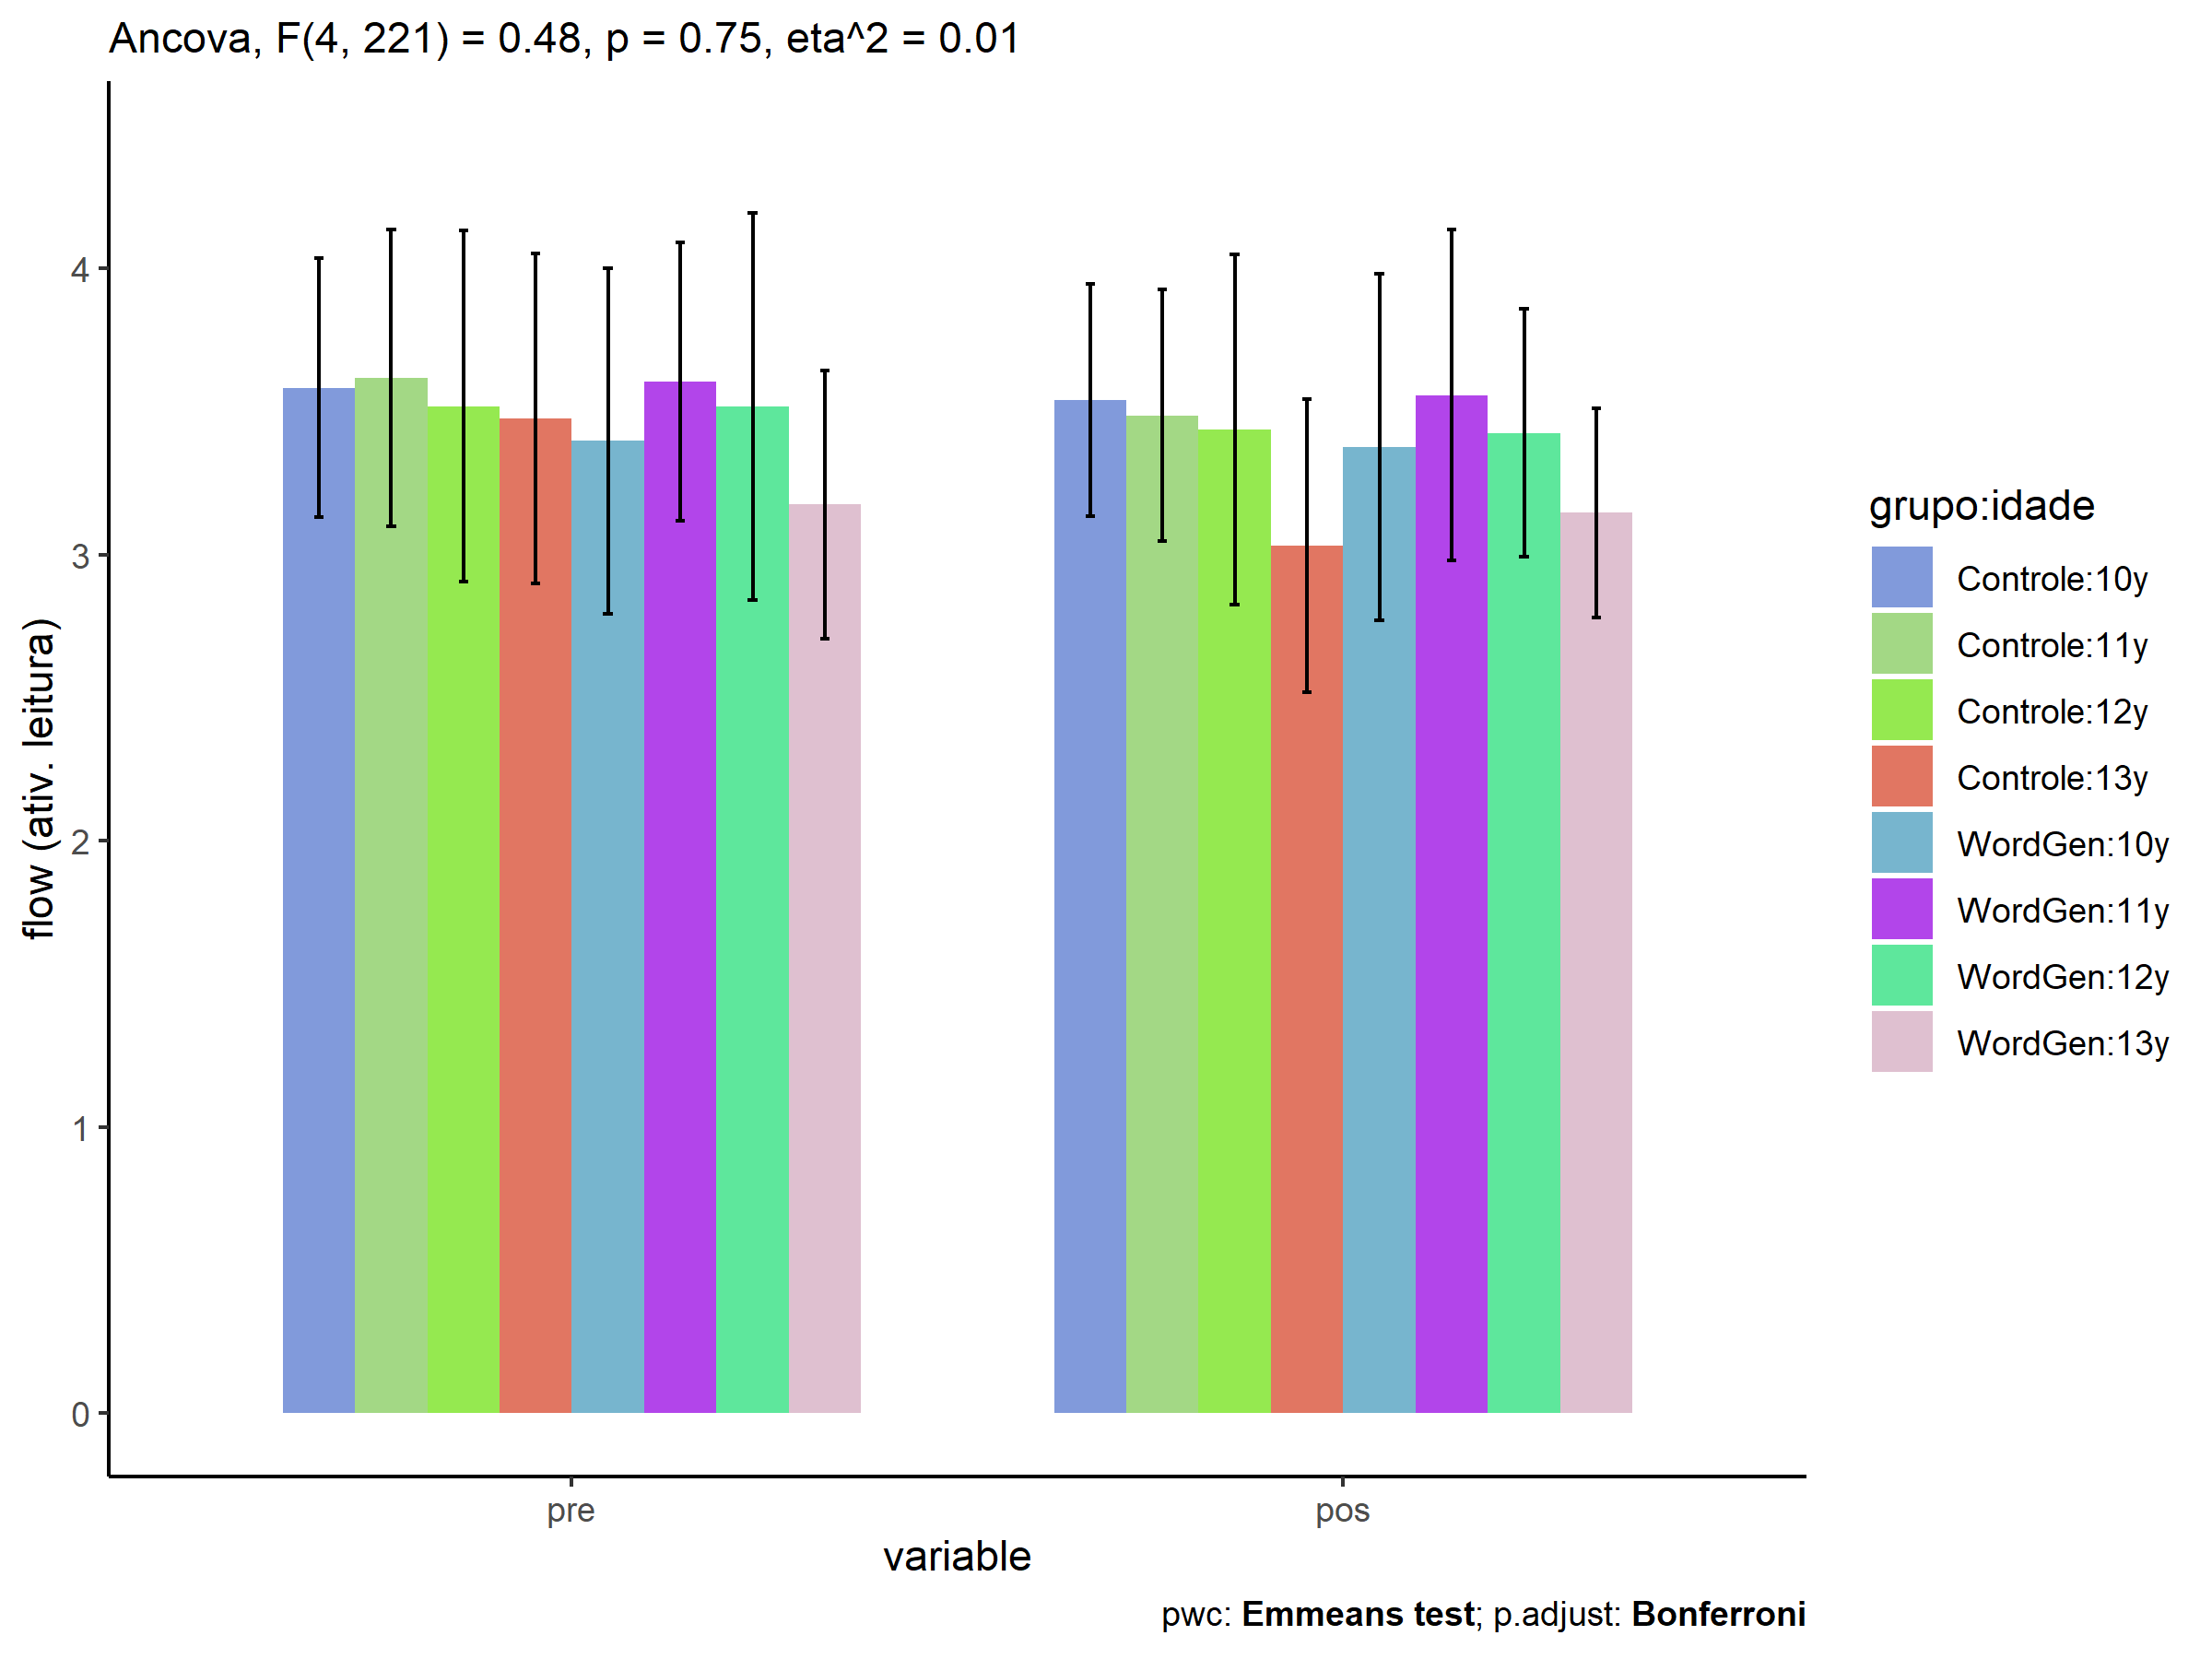 Ancova, F(4, 221) = 0.48, p = 0.75, eta^2 = 0.01
flow (ativ. leitura)
4
3
2
1
0
pre
pos
variable
grupo:idade
Controle:10y
Controle:11y
Controle:12y
Controle:13y
WordGen:10y
WordGen:11y
WordGen:12y
WordGen:13y
pwc: Emmeans test; p.adjust: Bonferroni